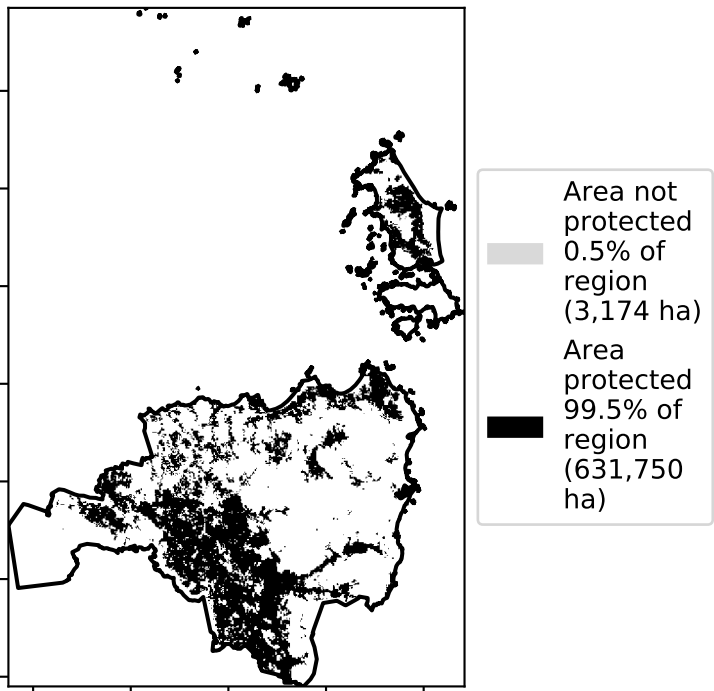 Area not
protected
0.5% of
region
(3,174 ha)
Area
protected
99.5% of
region
(631,750
ha)